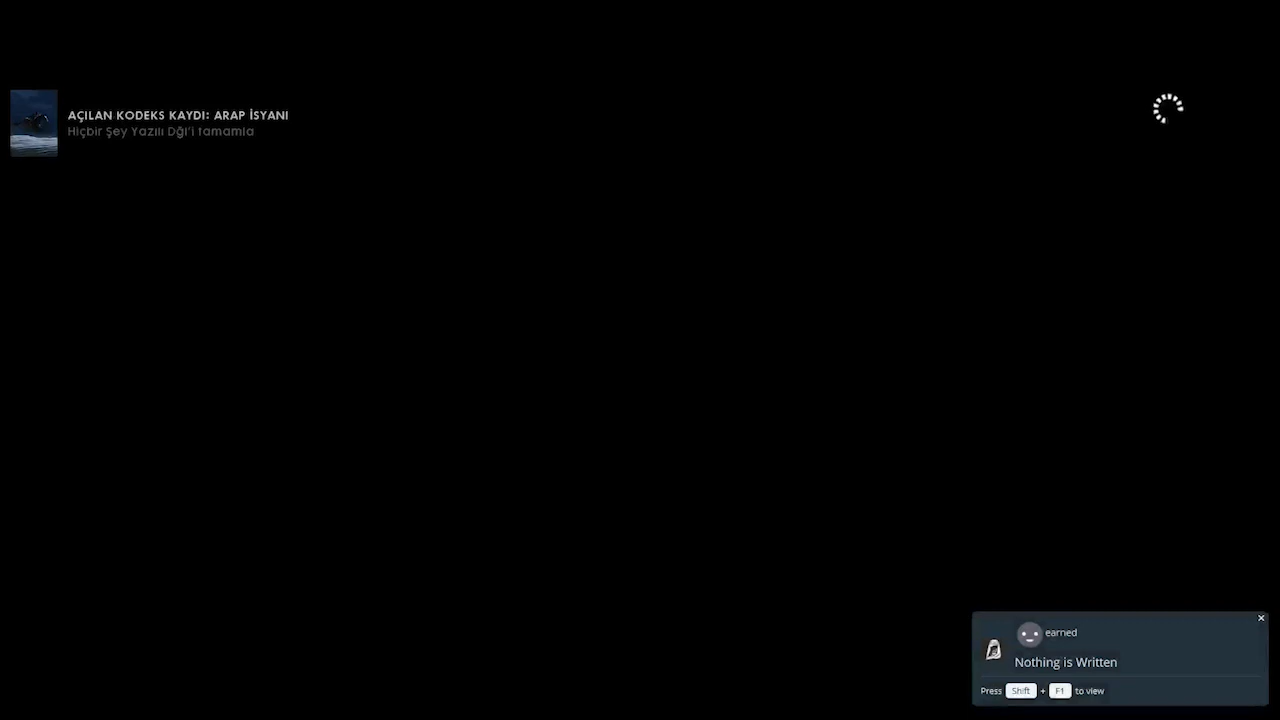 AÇILAN KODEKS KAYDI: ARAP İSYANI
Hiçbir Şey Yazılı Dğl'i tamamla
earned
Nothing is Written
Press Shift + F1 to view